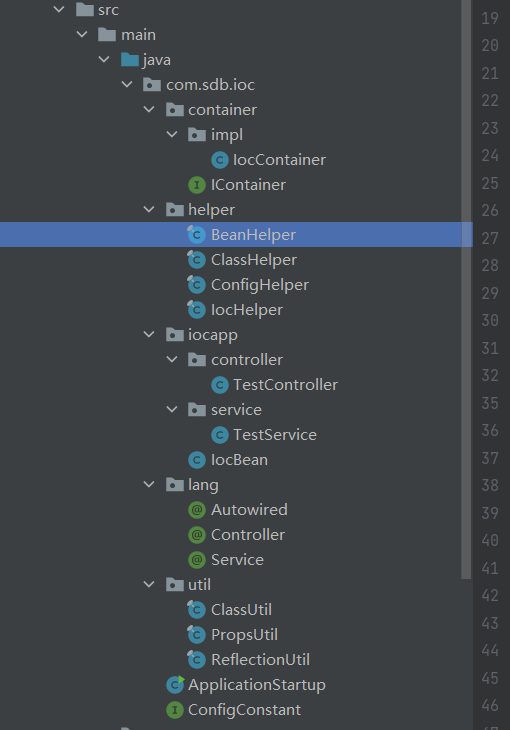 src
main
java
com.sdb.ioc
container
impl
IocContainer
IContainer
helper
BeanHelper
ClassHelper
ConfigHelper
IocHelper
iocapp
controller
TestController
service
TestService
IocBean
lang
Autowired
Controller
Service
util
ClassUtil
PropsUtil
ReflectionUtil
ApplicationStartup
ConfigConstant
19
20
21
22
23
24
25
26
27
28
29
30
31
32
35
36
37
38
39
40
41
42
43
44
45
46